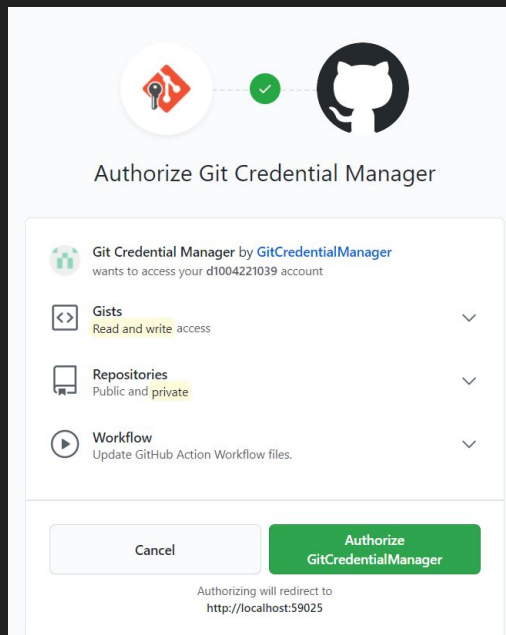 Authorize Git Credential Manager
Git Credential Manager by GitCredentialManager
wants to access your d1004221039 account
Gists
Read and write access
Repositories
Public and private
Workflow
Update GitHub Action Workflow files.
Cancel
Authorize
GitCredentialManager
Authorizing will redirect to
http://localhost:59025